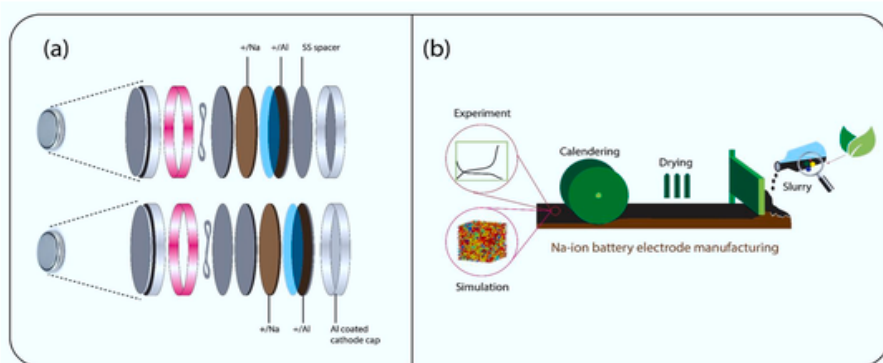 (a)
+/Na
+/Al
SS spacer
+/Na
+/Al
Al coated
cathode cap
(b)
Experiment
Calendering
Drying
Slurry
Na-ion battery electrode manufacturing
Simulation